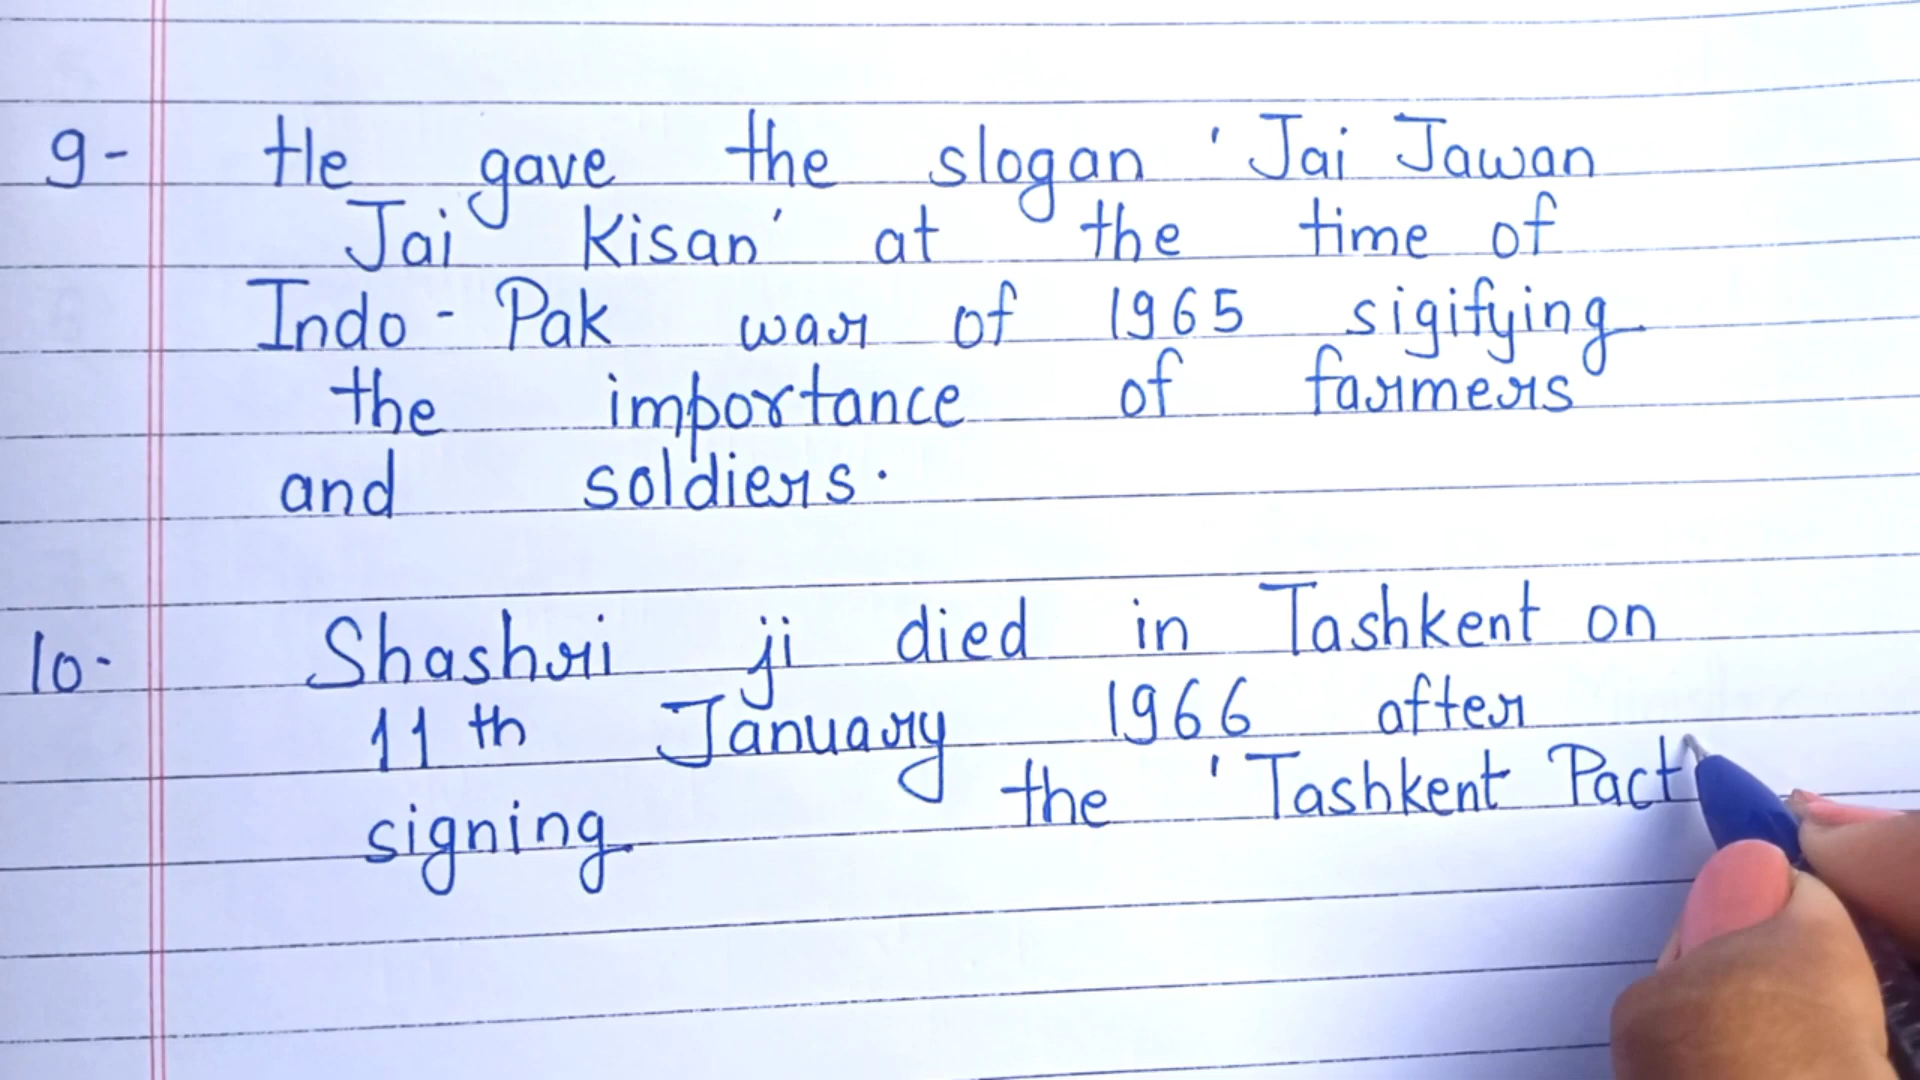 9- He gave the slogan 'Jai Jawan
Jai Kisan' at the time of
Indo-Pak war of 1965 sigifying
the importance of farmers
and soldiers.
10- Shashri ji died in Tashkent on
11th January 1966 after
signing the 'Tashkent Pact